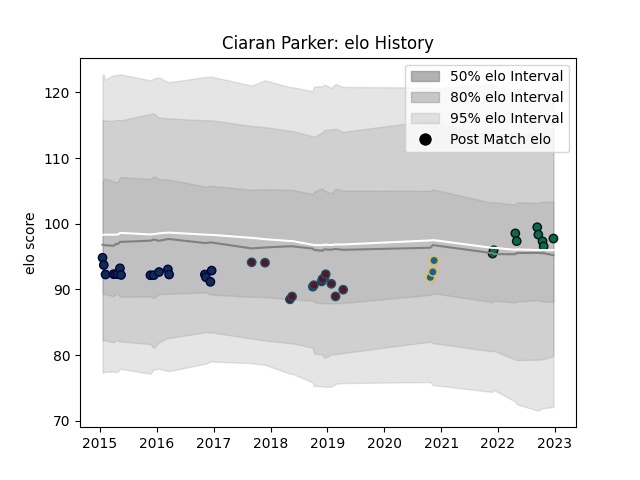 Ciaran Parker: elo History
50% elo Interval
80% elo Interval
95% elo Interval
Post Match elo
elo score
120
110
100
90
80
70
2015 2016 2017 2018 2019 2020 2021 2022 2023